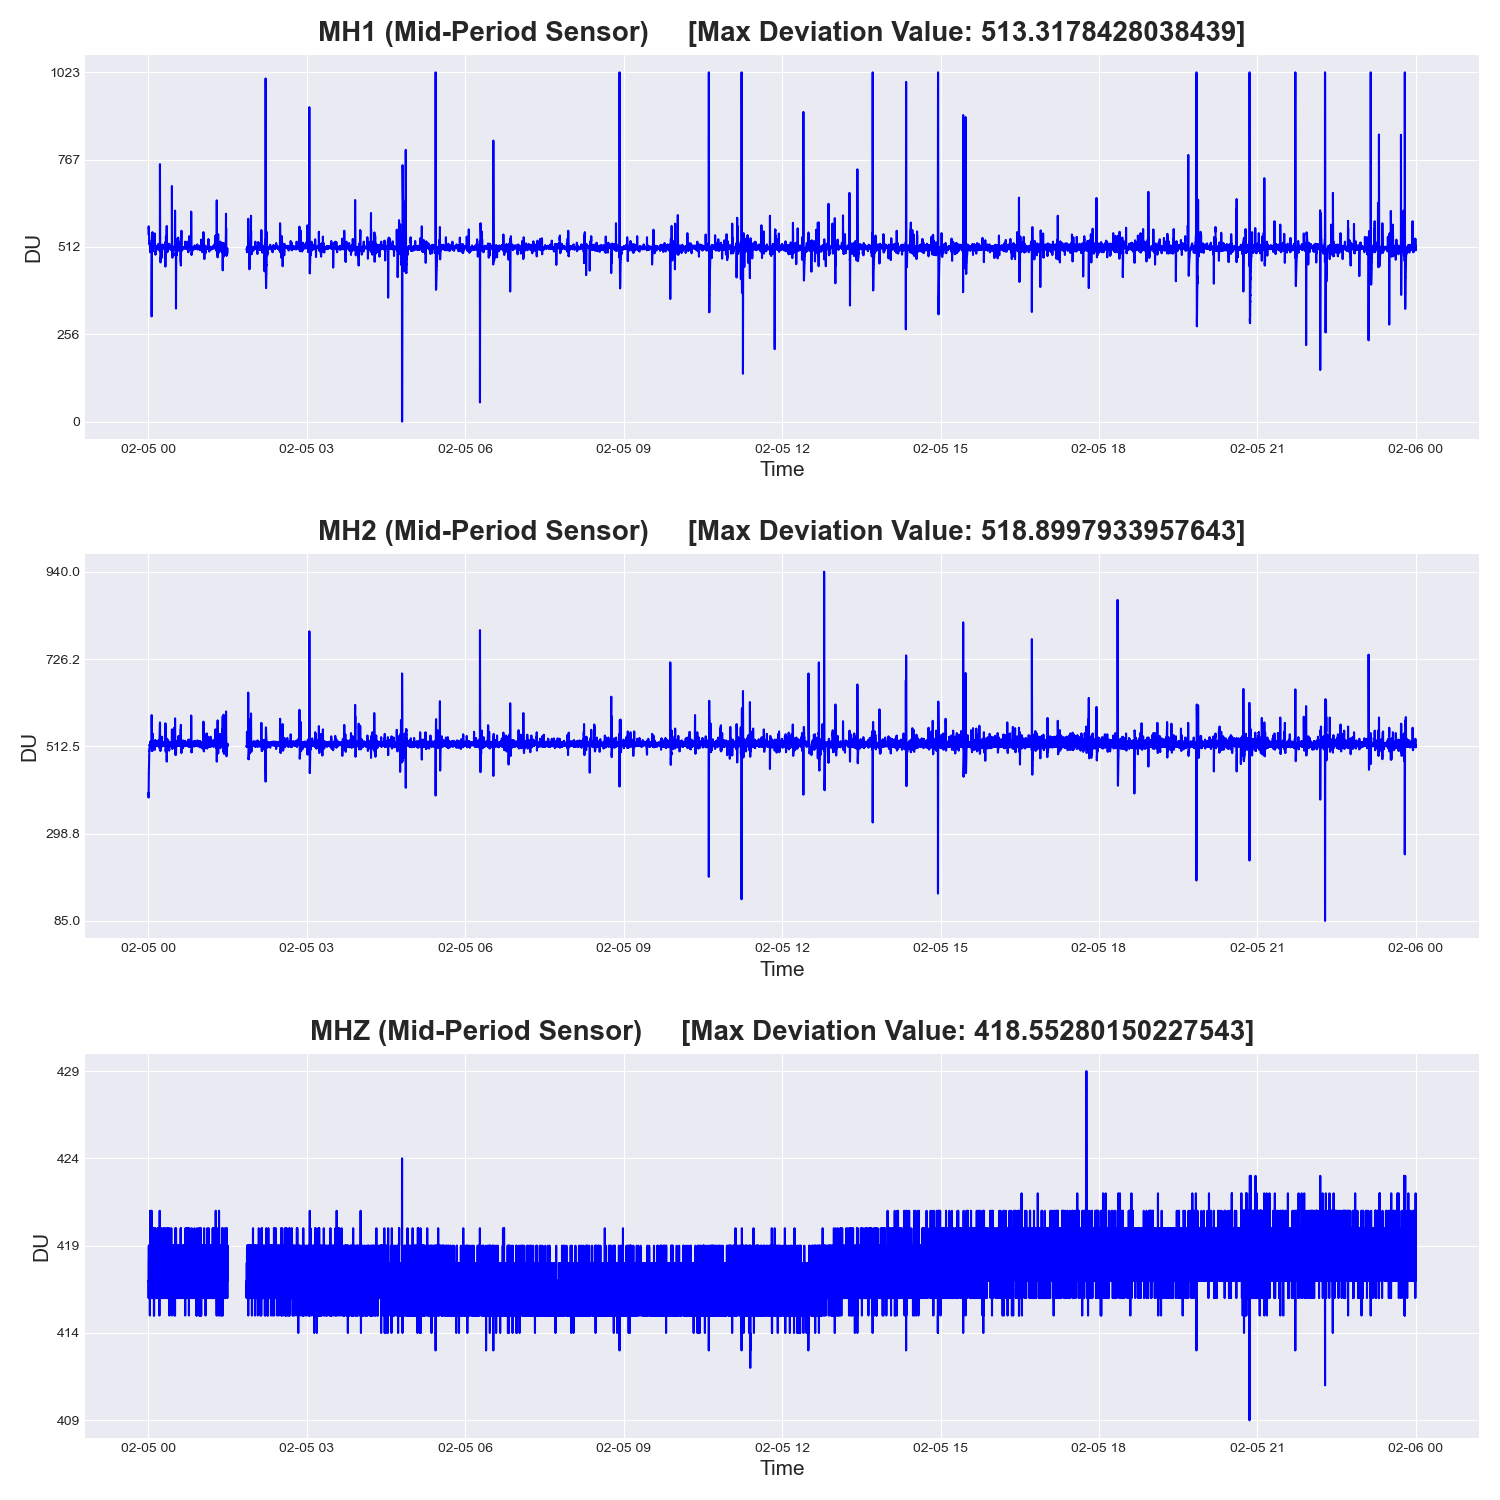 MH1 (Mid-Period Sensor) [Max Deviation Value: 513.3178428038439]
1023
767
512
256
0
DU
02-05 00 02-05 03 02-05 06 02-05 09 02-05 12 02-05 15 02-05 18 02-05 21 02-06 00
Time
MH2 (Mid-Period Sensor) [Max Deviation Value: 518.8997933957643]
940.0
726.2
512.5
298.8
85.0
DU
02-05 00 02-05 03 02-05 06 02-05 09 02-05 12 02-05 15 02-05 18 02-05 21 02-06 00
Time
MHZ (Mid-Period Sensor) [Max Deviation Value: 418.55280150227543]
429
424
419
414
409
DU
02-05 00 02-05 03 02-05 06 02-05 09 02-05 12 02-05 15 02-05 18 02-05 21 02-06 00
Time